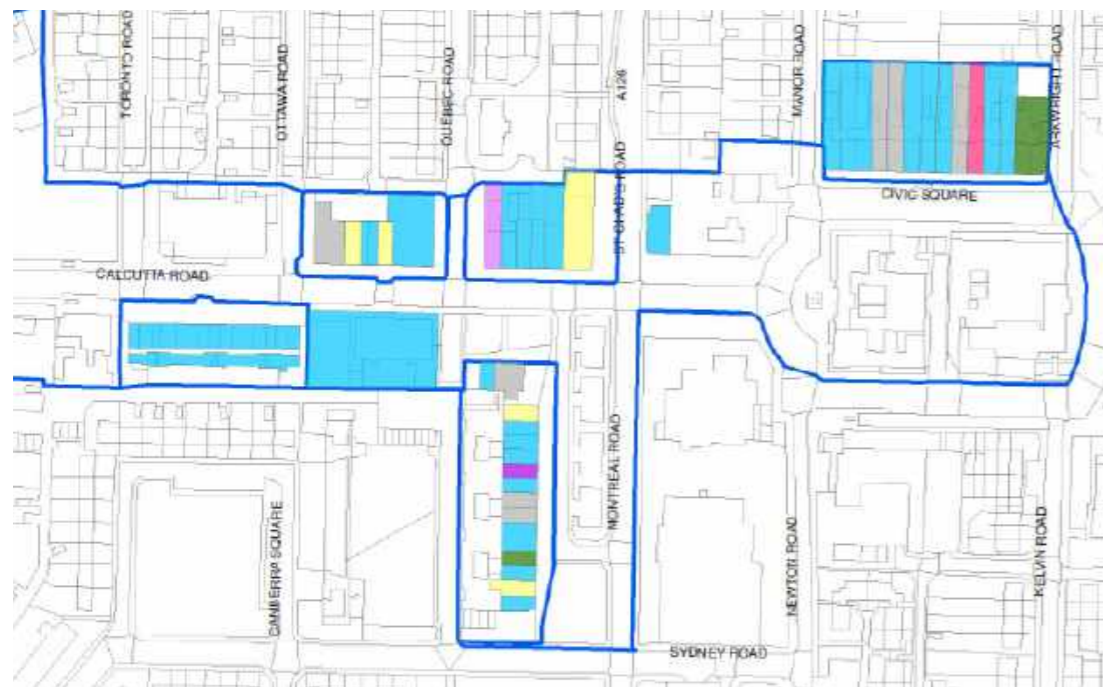 TORONTO ROAD
OTTAWA ROAD
QUEBEC ROAD
A126
MANOR ROAD
ARKWRIGHT ROAD
ST CHAD'S ROAD
CIVIC SQUARE
CALCUTTA ROAD
CANBERRA SQUARE
MONTREAL ROAD
NEWTON ROAD
KELVIN ROAD
SYDNEY ROAD